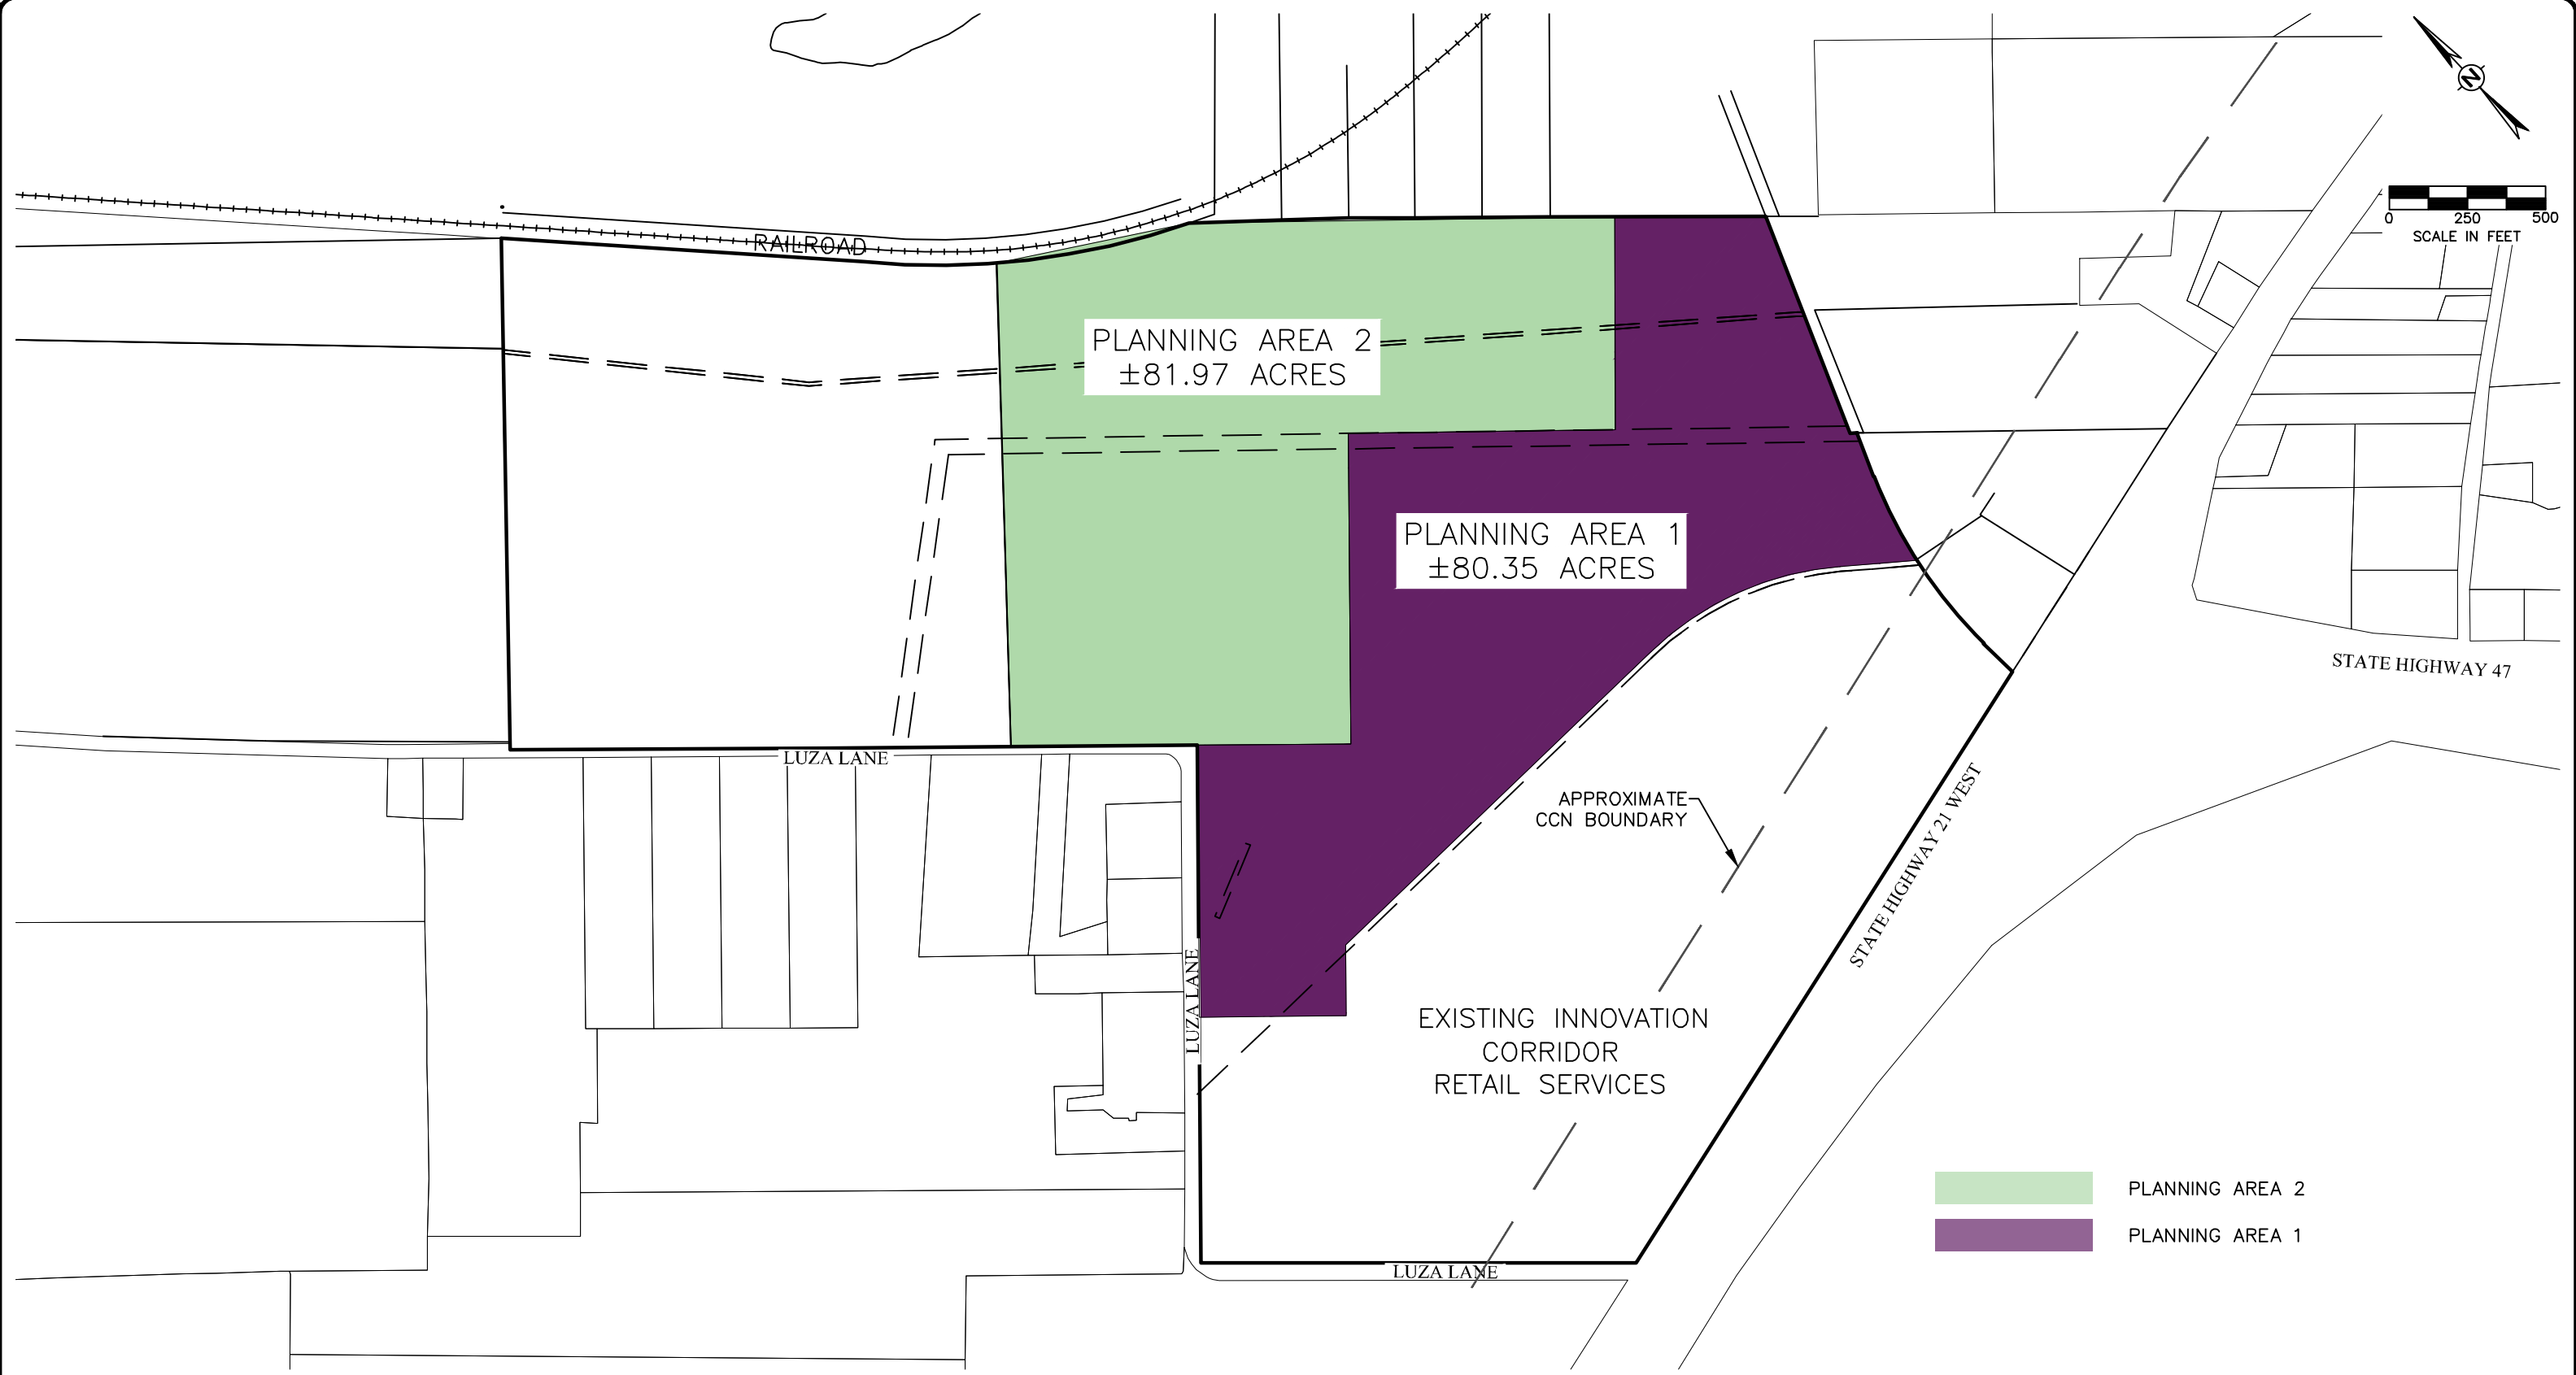 N
0 250 500
SCALE IN FEET
RAILROAD
PLANNING AREA 2
±81.97 ACRES
PLANNING AREA 1
±80.35 ACRES
STATE HIGHWAY 47
LUZA LANE
APPROXIMATE
CCN BOUNDARY
STATE HIGHWAY 21 WEST
LUZA LANE
EXISTING INNOVATION
CORRIDOR
RETAIL SERVICES
PLANNING AREA 2
PLANNING AREA 1
LUZA LANE